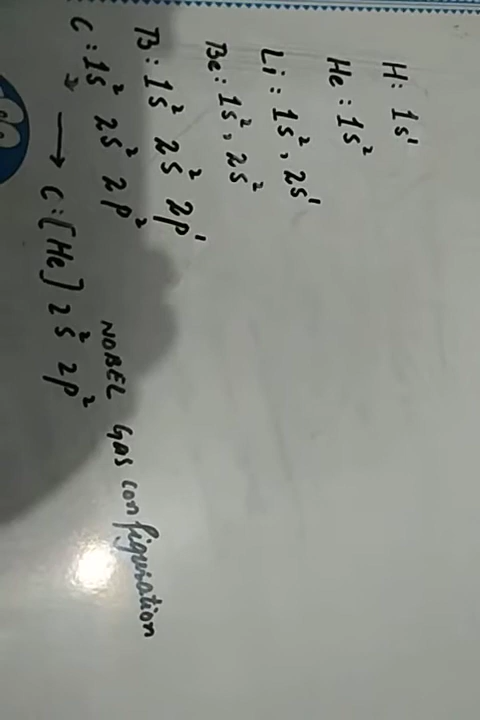 H: 1s¹
He: 1s²
Li: 1s², 2s¹
Be: 1s², 2s²
B: 1s² 2s² 2p¹
C: 1s² 2s² 2p²
NOBEL GAS configuration
→ C: [He] 2s² 2p²